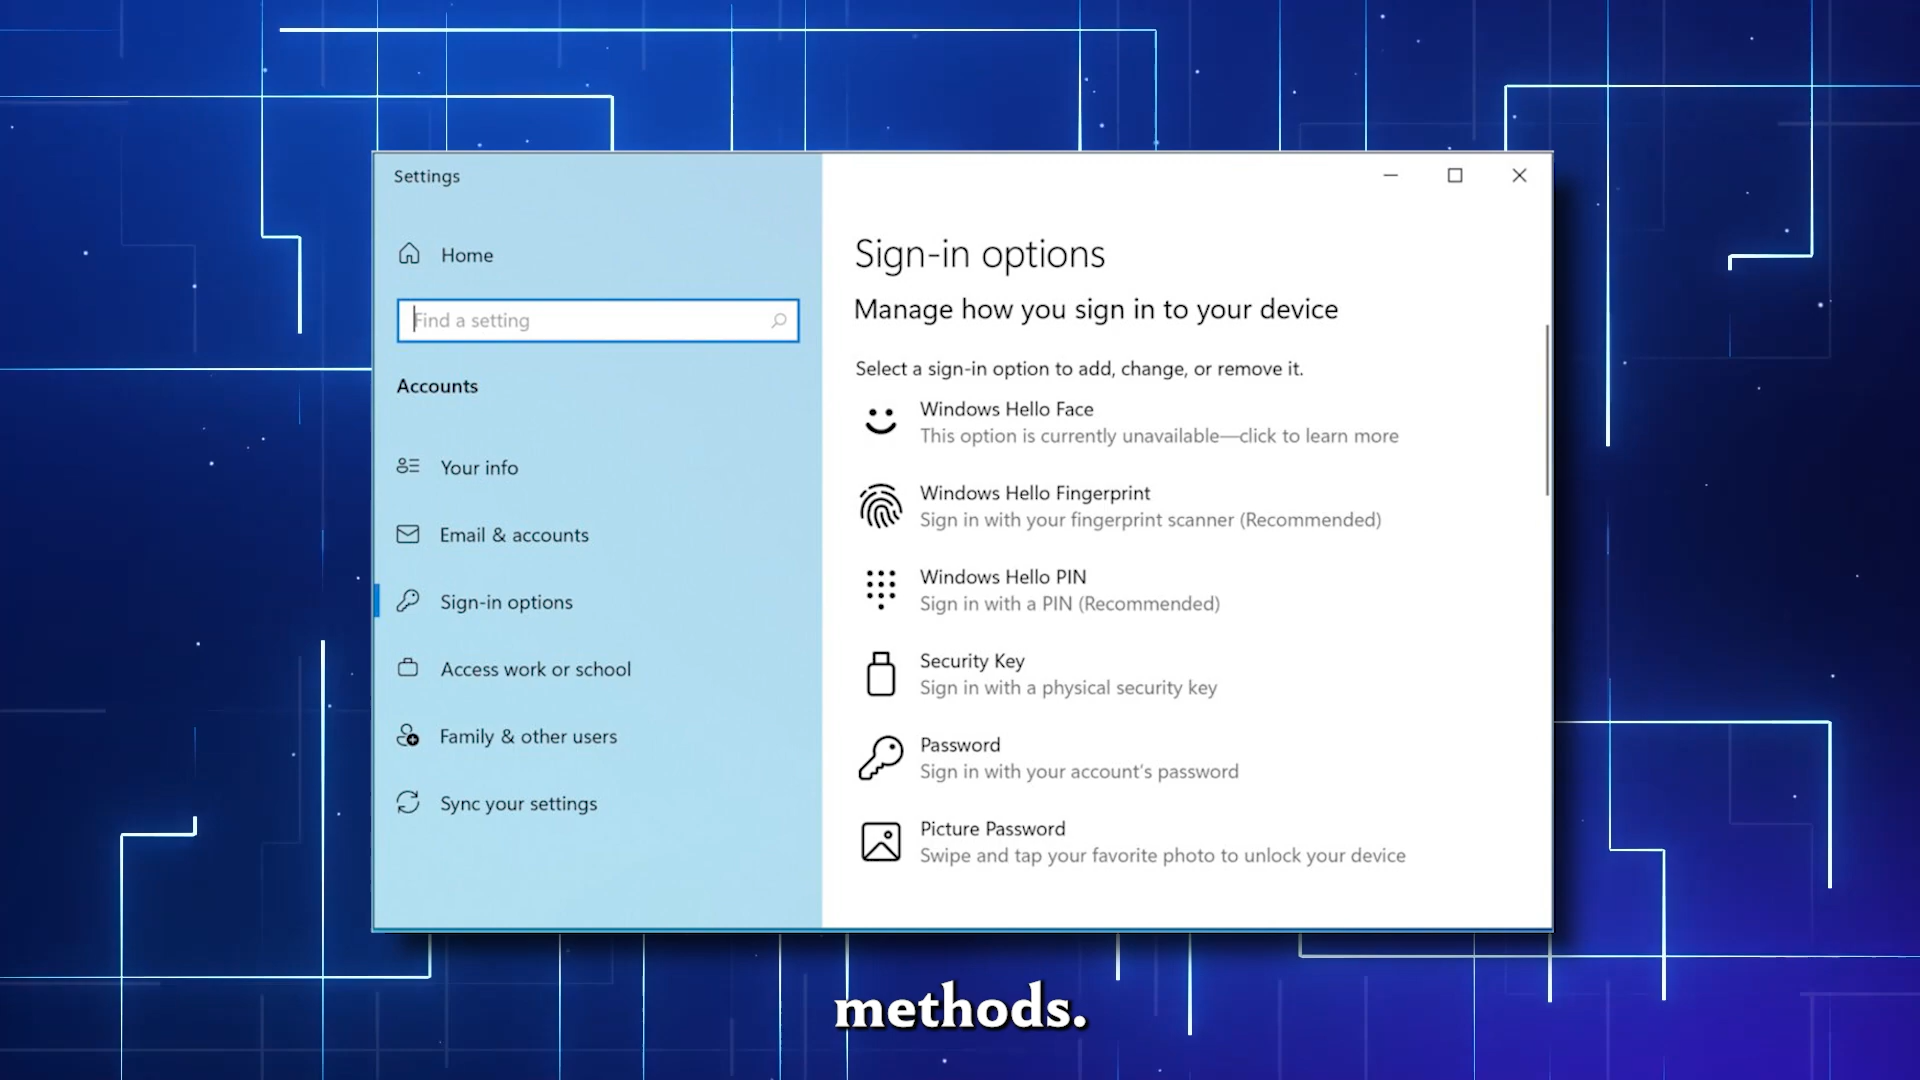 Settings
Home
Find a setting
Accounts
Your info
Email & accounts
Sign-in options
Access work or school
Family & other users
Sync your settings
Sign-in options
Manage how you sign in to your device
Select a sign-in option to add, change, or remove it.
Windows Hello Face
This option is currently unavailable—click to learn more
Windows Hello Fingerprint
Sign in with your fingerprint scanner (Recommended)
Windows Hello PIN
Sign in with a PIN (Recommended)
Security Key
Sign in with a physical security key
Password
Sign in with your account's password
Picture Password
Swipe and tap your favorite photo to unlock your device
methods.